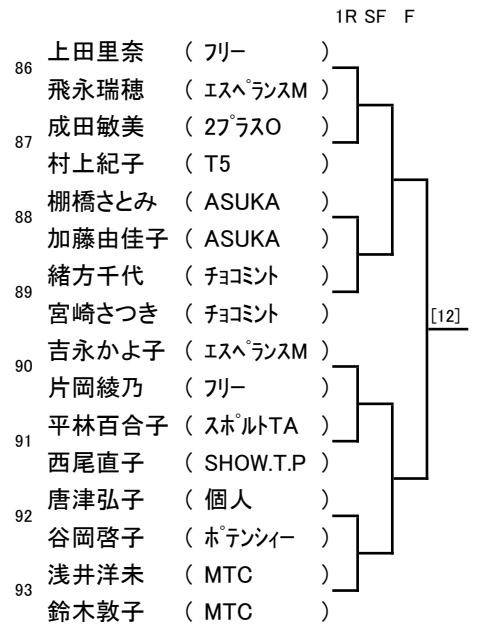 1R SF F
上田里奈 ( フリー )
86
飛永瑞穂 ( エスペランスM )
成田敏美 ( 2プラスO )
87
村上紀子 ( T5 )
棚橋さとみ ( ASUKA )
88
加藤由佳子 ( ASUKA )
緒方千代 ( チョコミント )
89
宮崎さつき ( チョコミント )
[12]
吉永かよ子 ( エスペランスM )
90
片岡綾乃 ( フリー )
平林百合子 ( スポルトTA )
91
西尾直子 ( SHOW.T.P )
唐津弘子 ( 個人 )
92
谷岡啓子 ( ポテンシィー )
浅井洋未 ( MTC )
93
鈴木敦子 ( MTC )